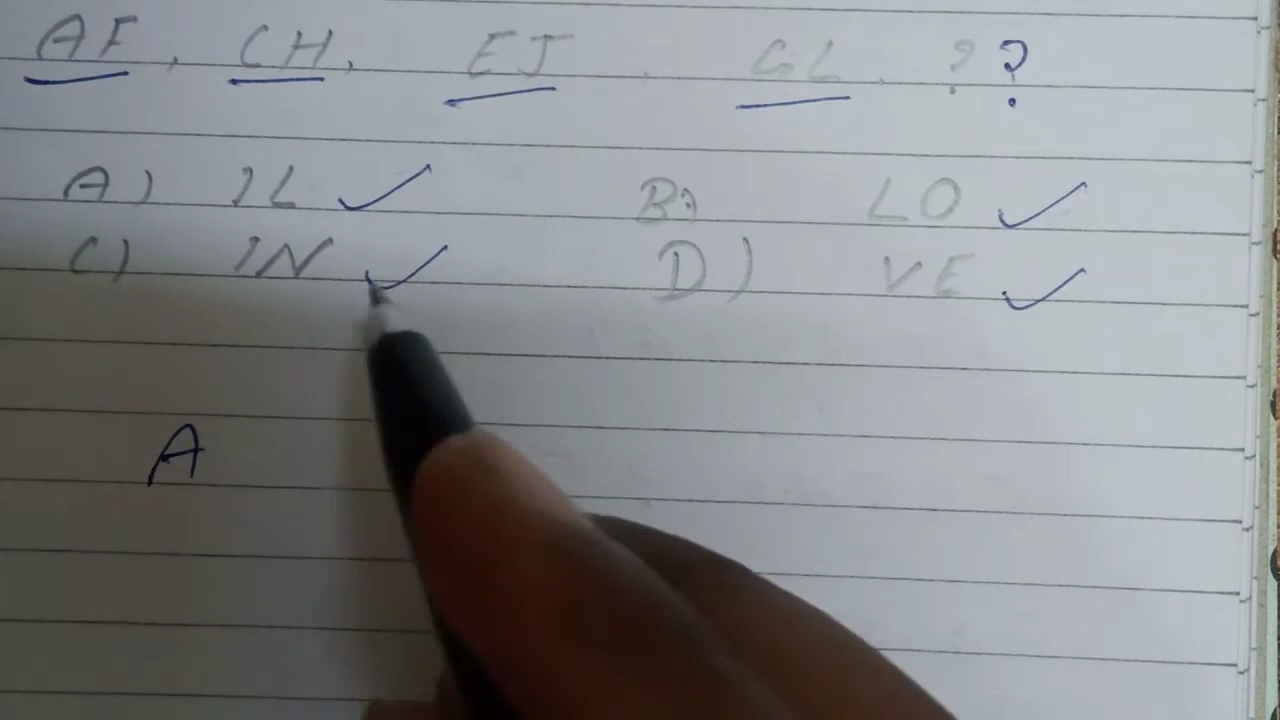 AF, CH, EJ, GL, ? ?
A) IL ✓ B) LO ✓
C) IN ✓ D) VE ✓
A